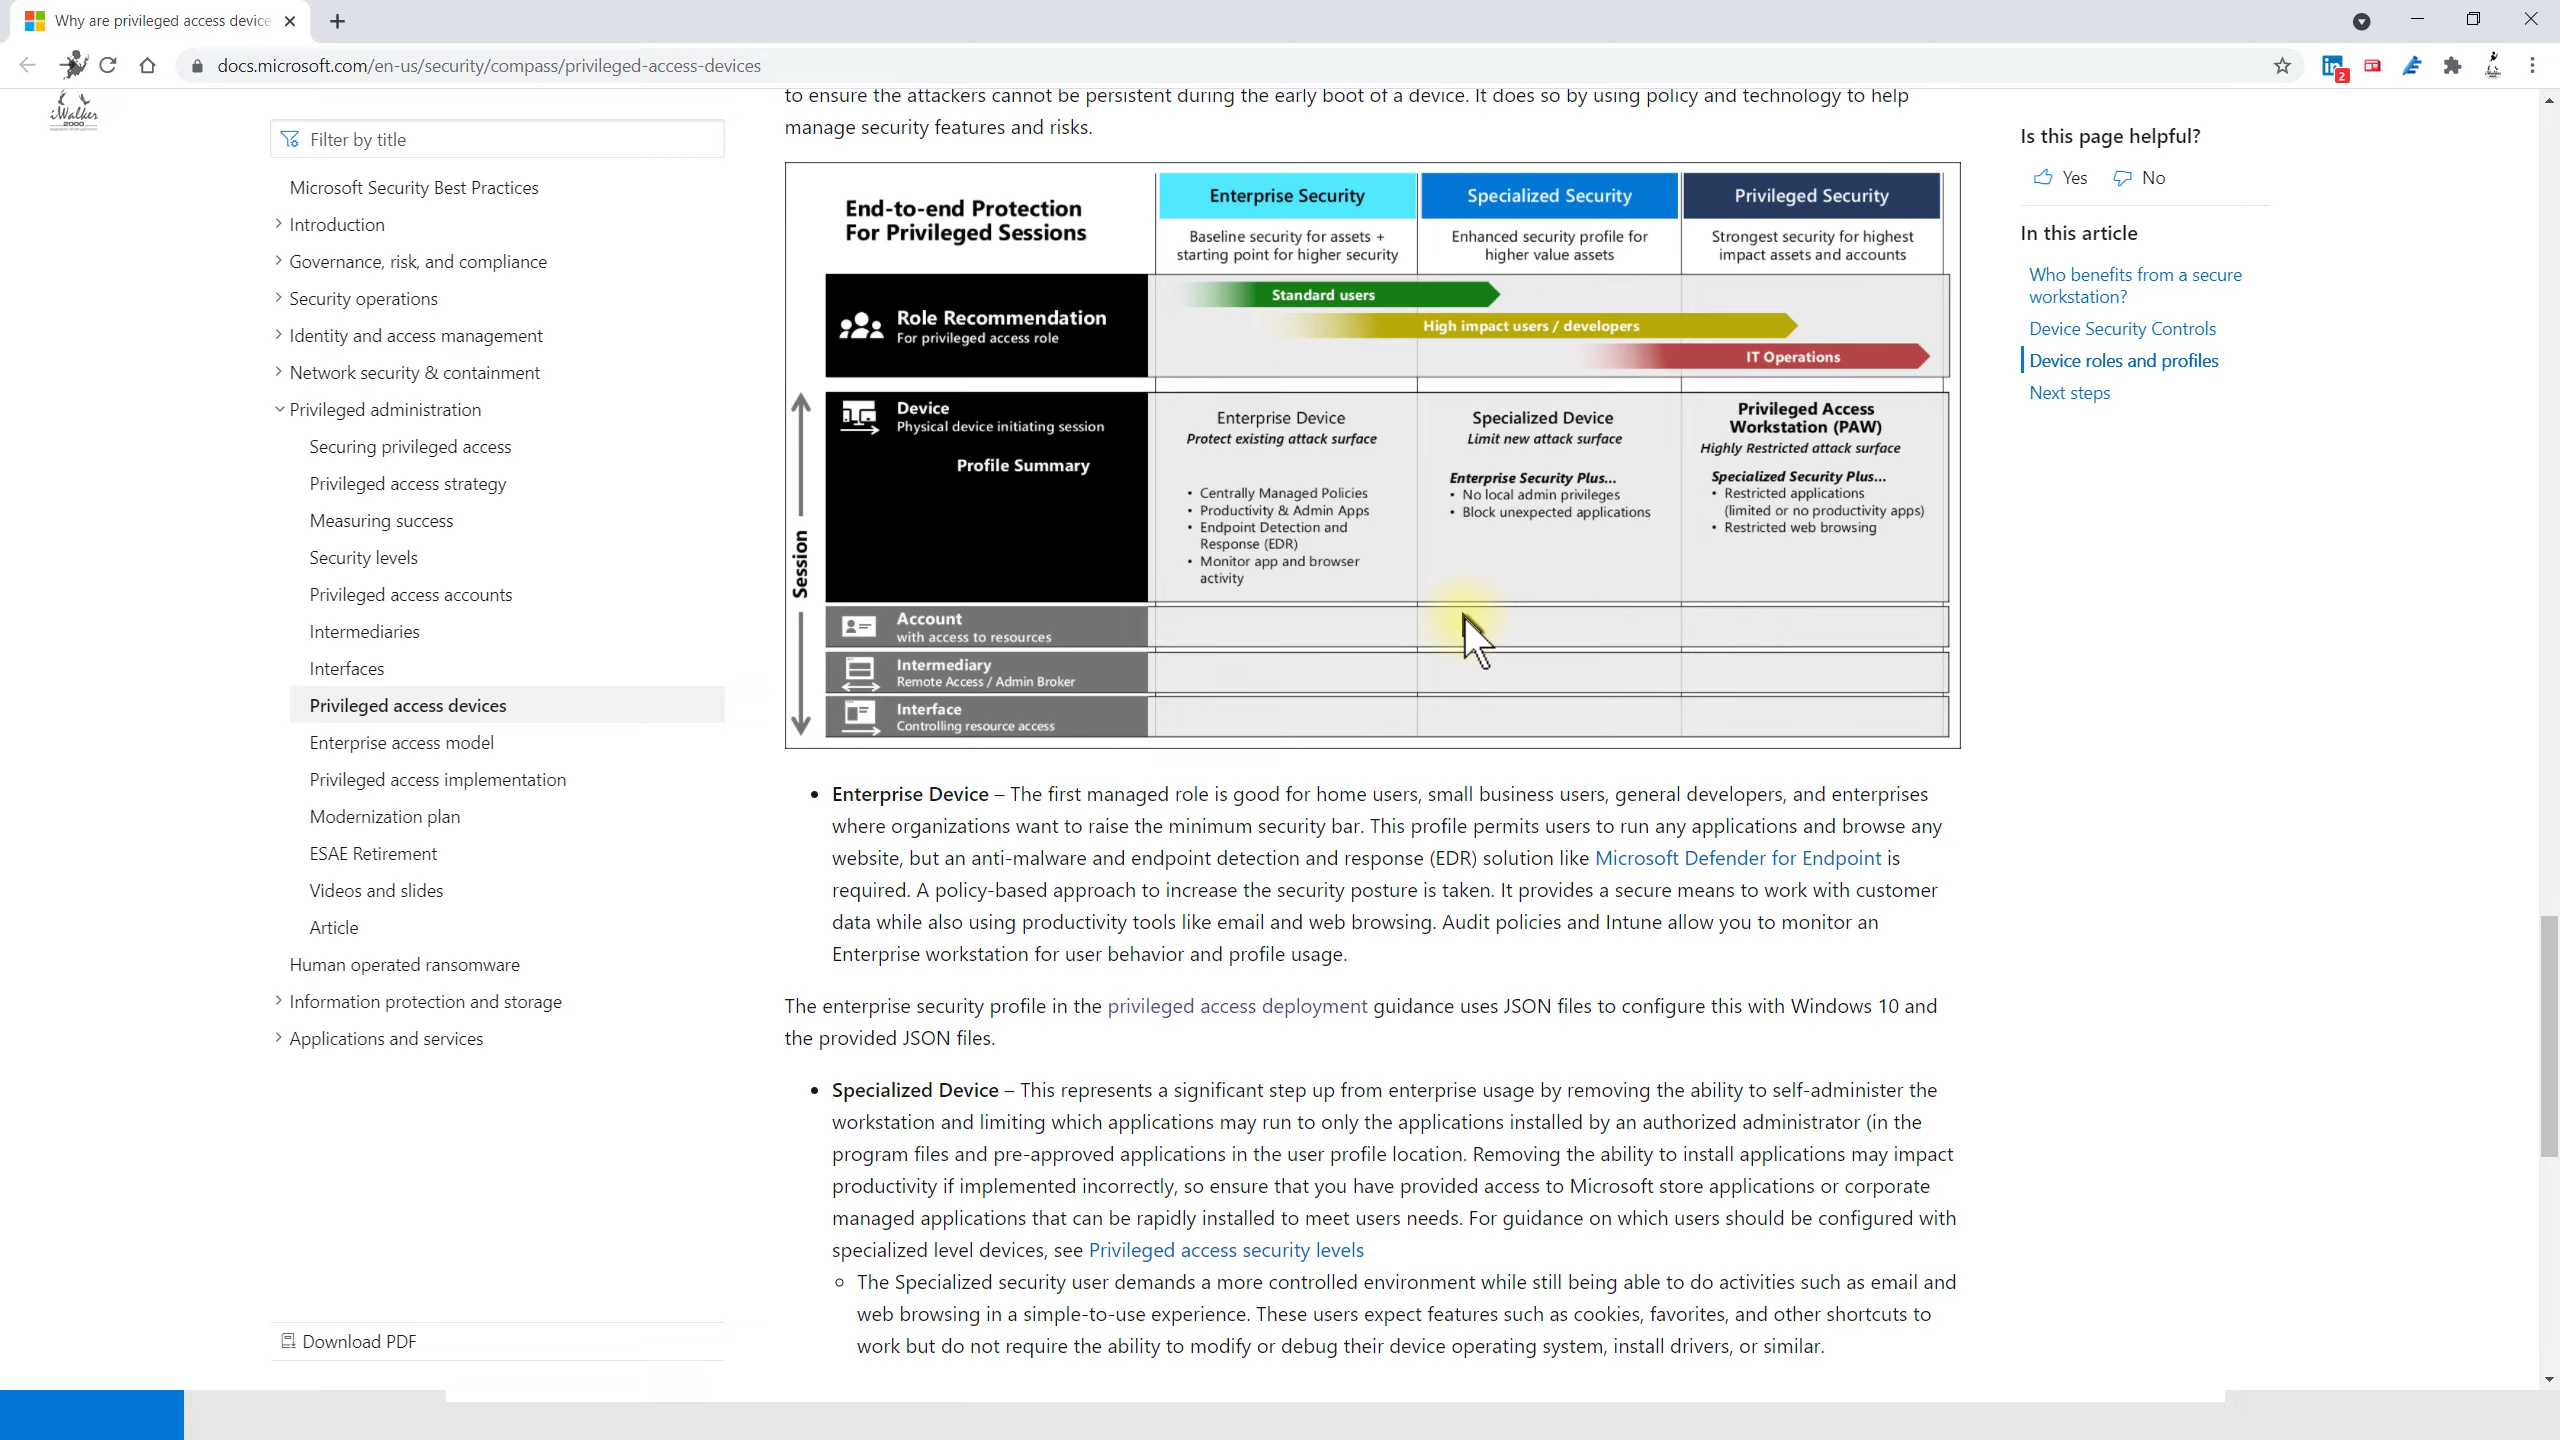 Why are privileged access device
docs.microsoft.com/en-us/security/compass/privileged-access-devices
2
iWalker
2000
Filter by title
Microsoft Security Best Practices
Introduction
Governance, risk, and compliance
Security operations
Identity and access management
Network security & containment
Privileged administration
Securing privileged access
Privileged access strategy
Measuring success
Security levels
Privileged access accounts
Intermediaries
Interfaces
Privileged access devices
Enterprise access model
Privileged access implementation
Modernization plan
ESAE Retirement
Videos and slides
Article
Human operated ransomware
Information protection and storage
Applications and services
Download PDF
to ensure the attackers cannot be persistent during the early boot of a device. It does so by using policy and technology to help
manage security features and risks.
End-to-end Protection
For Privileged Sessions
Enterprise Security
Specialized Security
Privileged Security
Baseline security for assets +
starting point for higher security
Enhanced security profile for
higher value assets
Strongest security for highest
impact assets and accounts
Role Recommendation
For privileged access role
Standard users
High impact users / developers
IT Operations
Session
Device
Physical device initiating session
Profile Summary
Enterprise Device
Protect existing attack surface
• Centrally Managed Policies
• Productivity & Admin Apps
• Endpoint Detection and
Response (EDR)
• Monitor app and browser
activity
Specialized Device
Limit new attack surface
Enterprise Security Plus...
• No local admin privileges
• Block unexpected applications
Privileged Access
Workstation (PAW)
Highly Restricted attack surface
Specialized Security Plus...
• Restricted applications
(limited or no productivity apps)
• Restricted web browsing
Account
with access to resources
Intermediary
Remote Access / Admin Broker
Interface
Controlling resource access
• Enterprise Device – The first managed role is good for home users, small business users, general developers, and enterprises
where organizations want to raise the minimum security bar. This profile permits users to run any applications and browse any
website, but an anti-malware and endpoint detection and response (EDR) solution like Microsoft Defender for Endpoint is
required. A policy-based approach to increase the security posture is taken. It provides a secure means to work with customer
data while also using productivity tools like email and web browsing. Audit policies and Intune allow you to monitor an
Enterprise workstation for user behavior and profile usage.
The enterprise security profile in the privileged access deployment guidance uses JSON files to configure this with Windows 10 and
the provided JSON files.
• Specialized Device – This represents a significant step up from enterprise usage by removing the ability to self-administer the
workstation and limiting which applications may run to only the applications installed by an authorized administrator (in the
program files and pre-approved applications in the user profile location. Removing the ability to install applications may impact
productivity if implemented incorrectly, so ensure that you have provided access to Microsoft store applications or corporate
managed applications that can be rapidly installed to meet users needs. For guidance on which users should be configured with
specialized level devices, see Privileged access security levels
○ The Specialized security user demands a more controlled environment while still being able to do activities such as email and
web browsing in a simple-to-use experience. These users expect features such as cookies, favorites, and other shortcuts to
work but do not require the ability to modify or debug their device operating system, install drivers, or similar.
Is this page helpful?
Yes No
In this article
Who benefits from a secure
workstation?
Device Security Controls
Device roles and profiles
Next steps